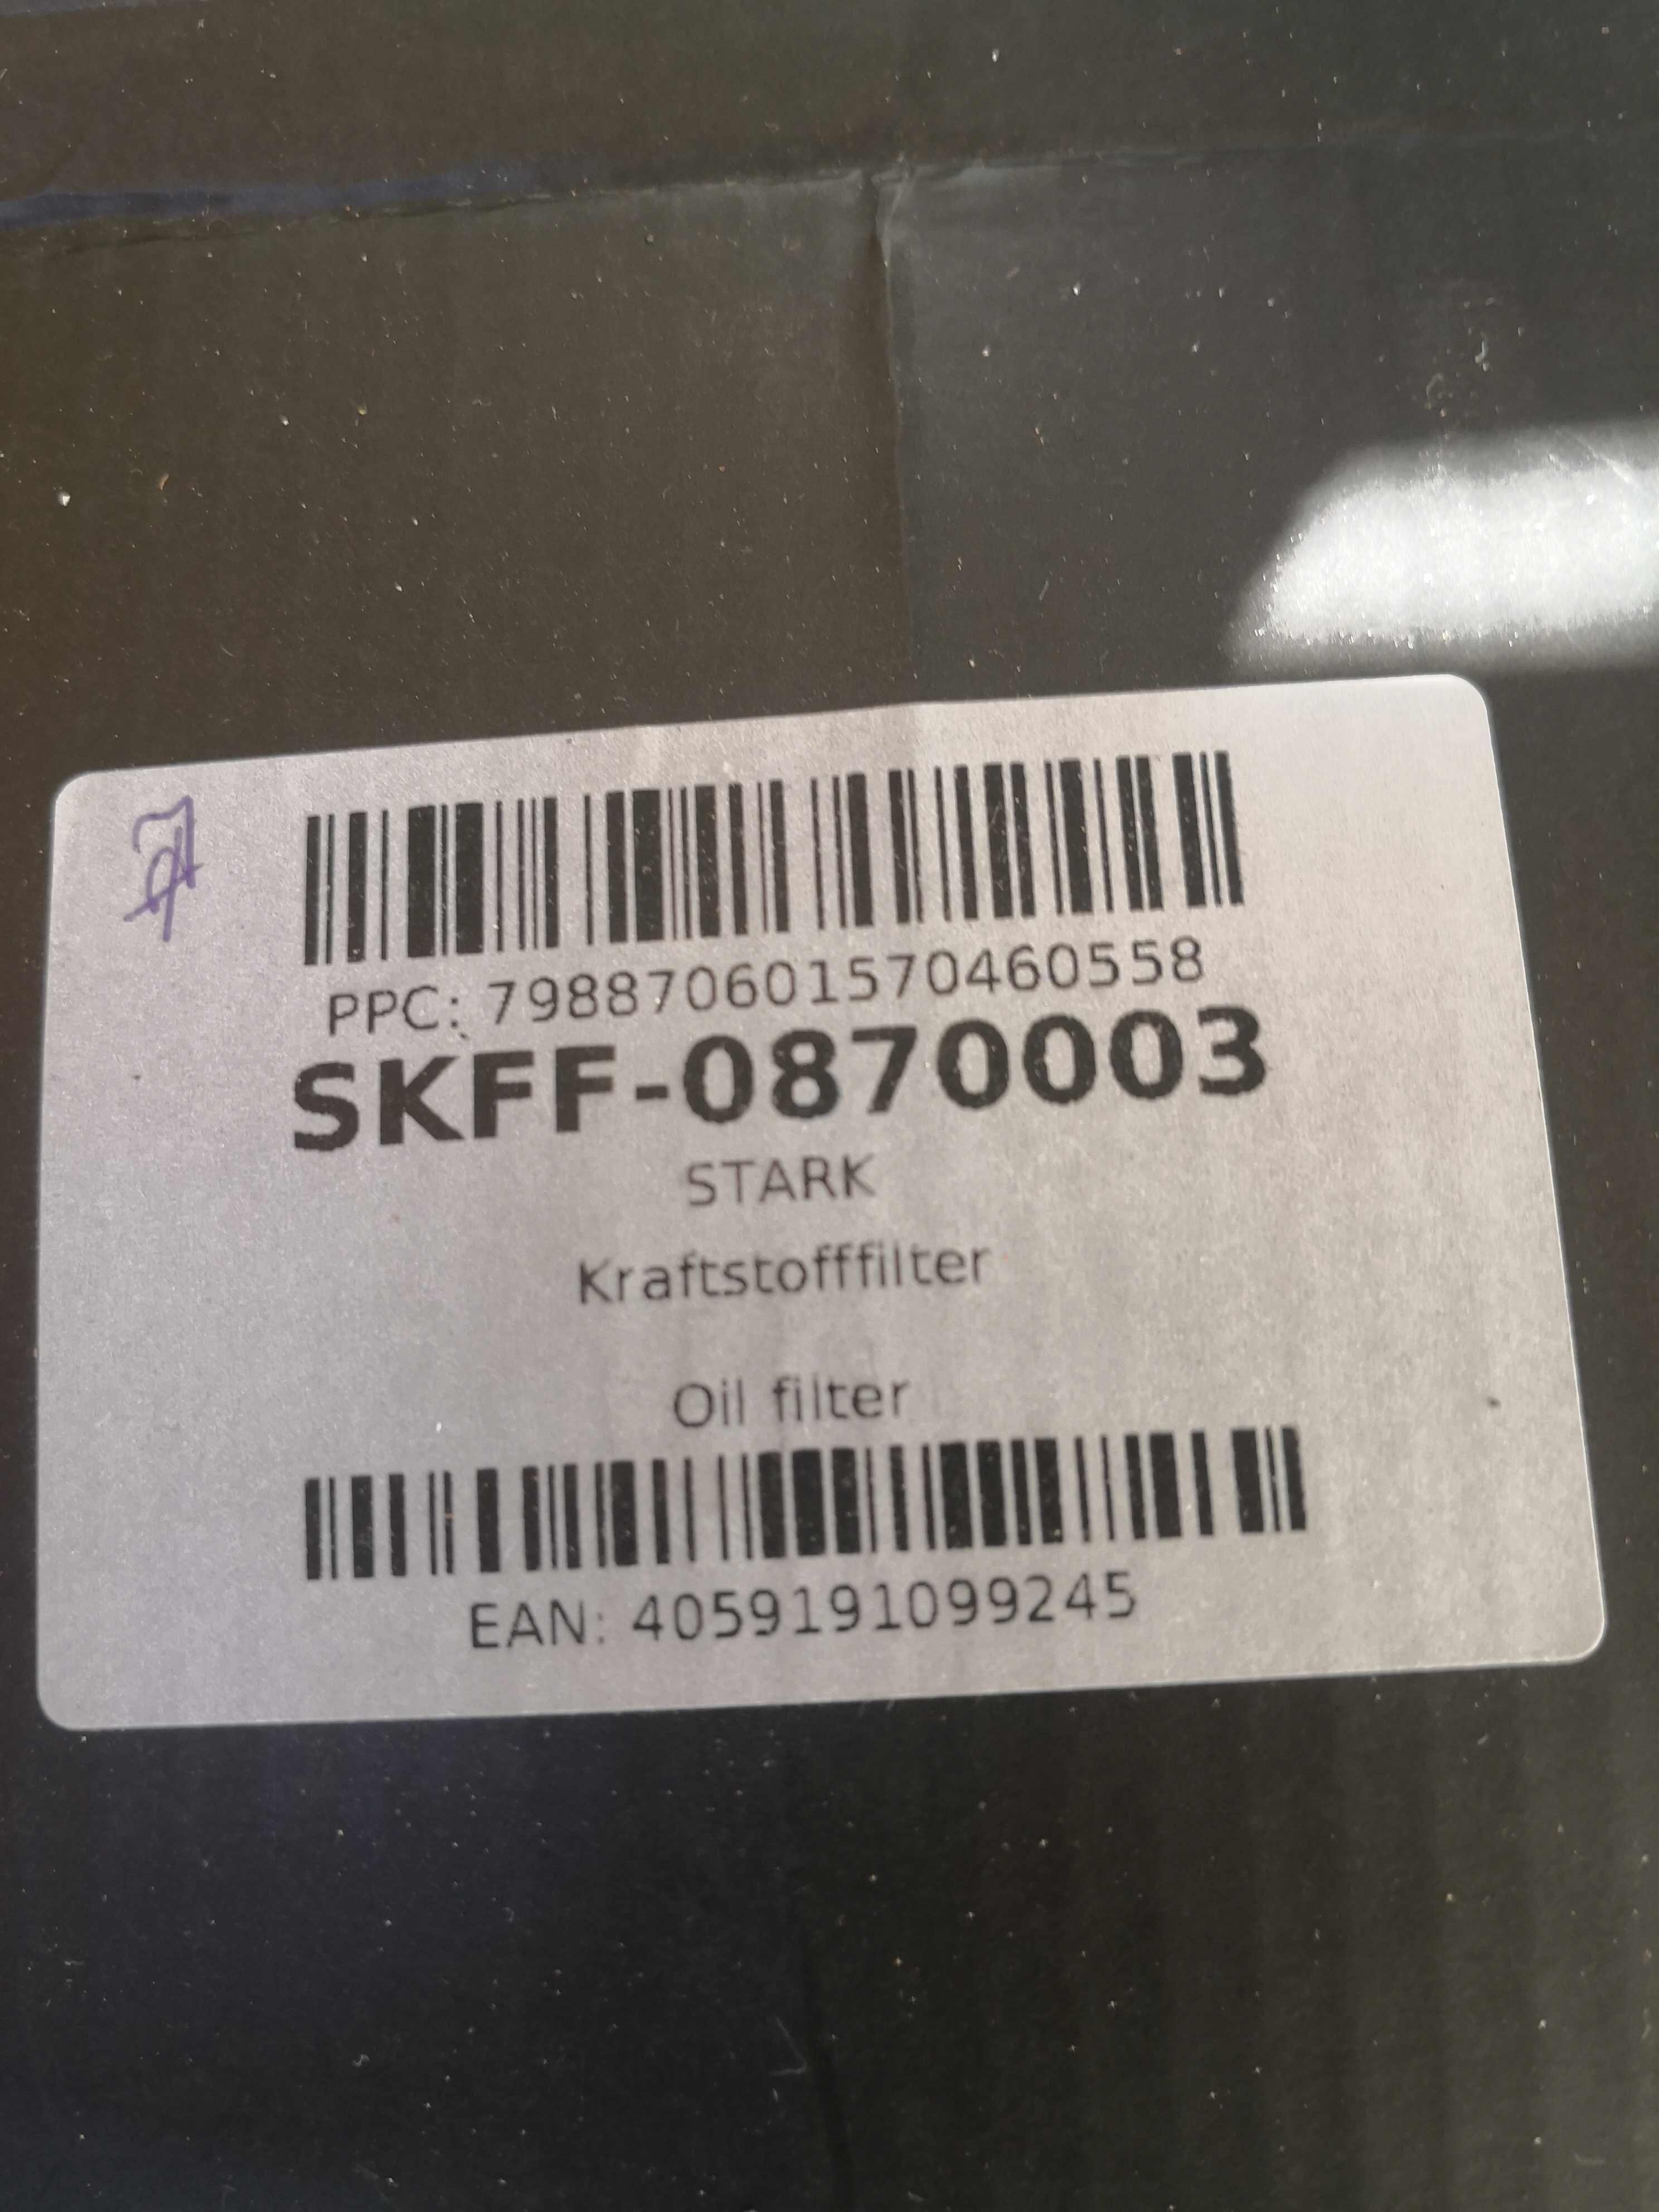 PPC: 798870601570460558
SKFF-0870003
STARK
Kraftstofffilter
Oil filter
EAN: 4059191099245